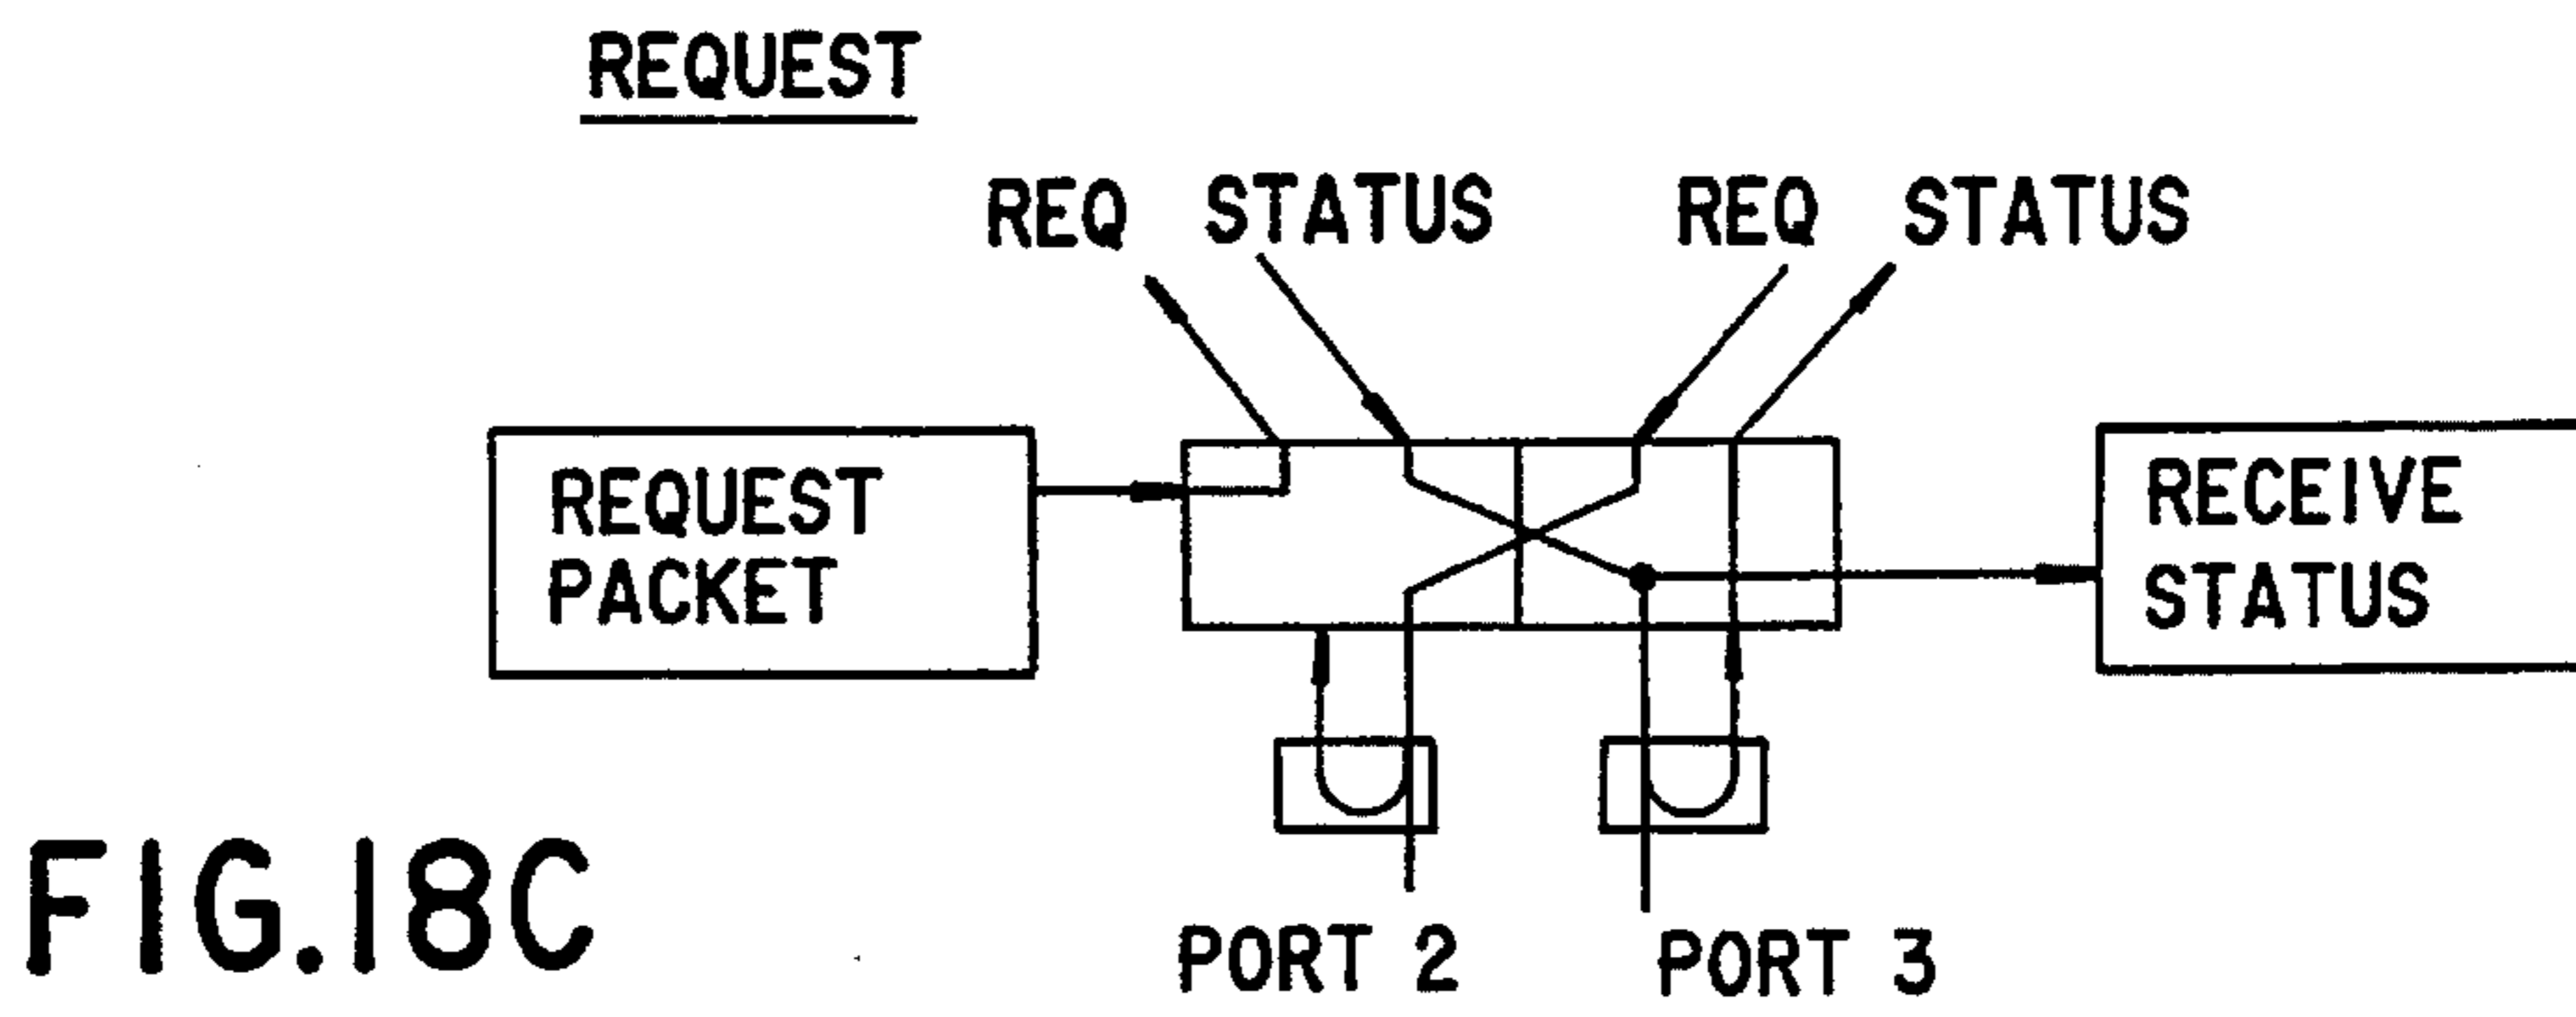 REQUEST
REQ STATUS REQ STATUS
REQUEST
PACKET
RECEIVE
STATUS
PORT 2 PORT 3
FIG.18C